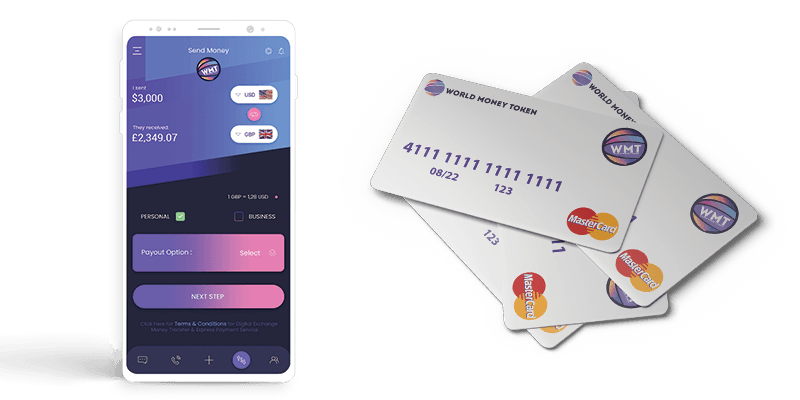 Send Money
WMT
I sent
$3,000
USD
They received:
£2,349.07
GBP
1 GBP = 1,28 USD
PERSONAL
BUSINESS
Payout Option :
Select
NEXT STEP
Click here for Terms & Conditions for Digital Exchange
Money Transfer & Express Payment Service
WORLD MONEY TOKEN
WMT
4111 1111 1111 1111
08/22
123
MasterCard
WORLD MONEY
WMT
MasterCard
123
11
WMT
MasterCard